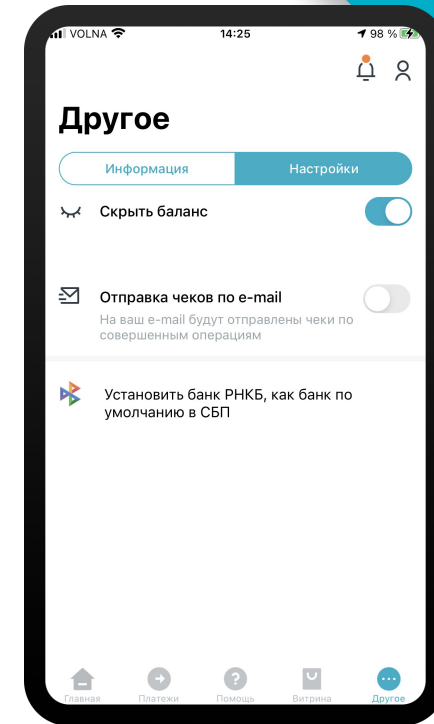 VOLNA 14:25 98 %
Другое
Информация Настройки
Скрыть баланс
Отправка чеков по e-mail
На ваш e-mail будут отправлены чеки по
совершенным операциям
Установить банк РНКБ, как банк по
умолчанию в СБП
Главная Платежи Помощь Витрина Другое